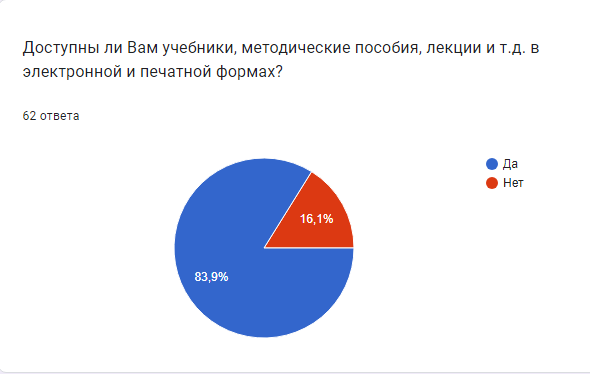 Доступны ли Вам учебники, методические пособия, лекции и т.д. в
электронной и печатной формах?
62 ответа
Да
Нет
16,1%
83,9%